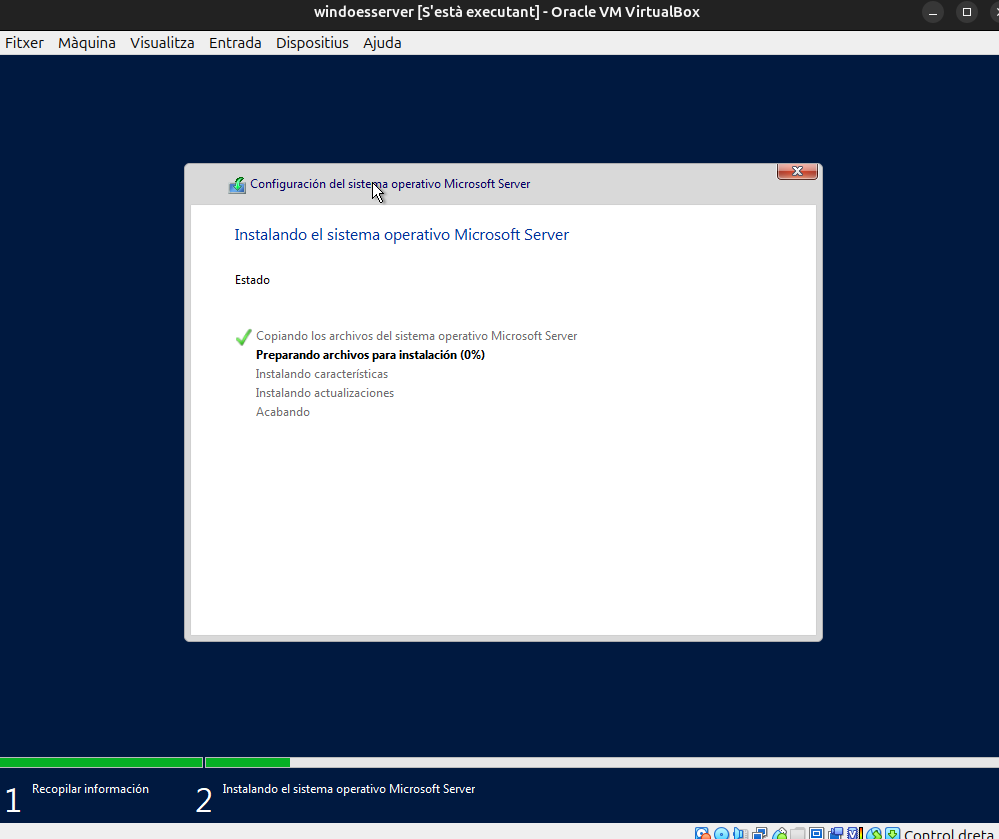 windoesserver [S'està executant] - Oracle VM VirtualBox
Fitxer Màquina Visualitza Entrada Dispositius Ajuda
Configuración del sistema operativo Microsoft Server
Instalando el sistema operativo Microsoft Server
Estado
Copiando los archivos del sistema operativo Microsoft Server
Preparando archivos para instalación (0%)
Instalando características
Instalando actualizaciones
Acabando
1 Recopilar información
2 Instalando el sistema operativo Microsoft Server
Control dreta